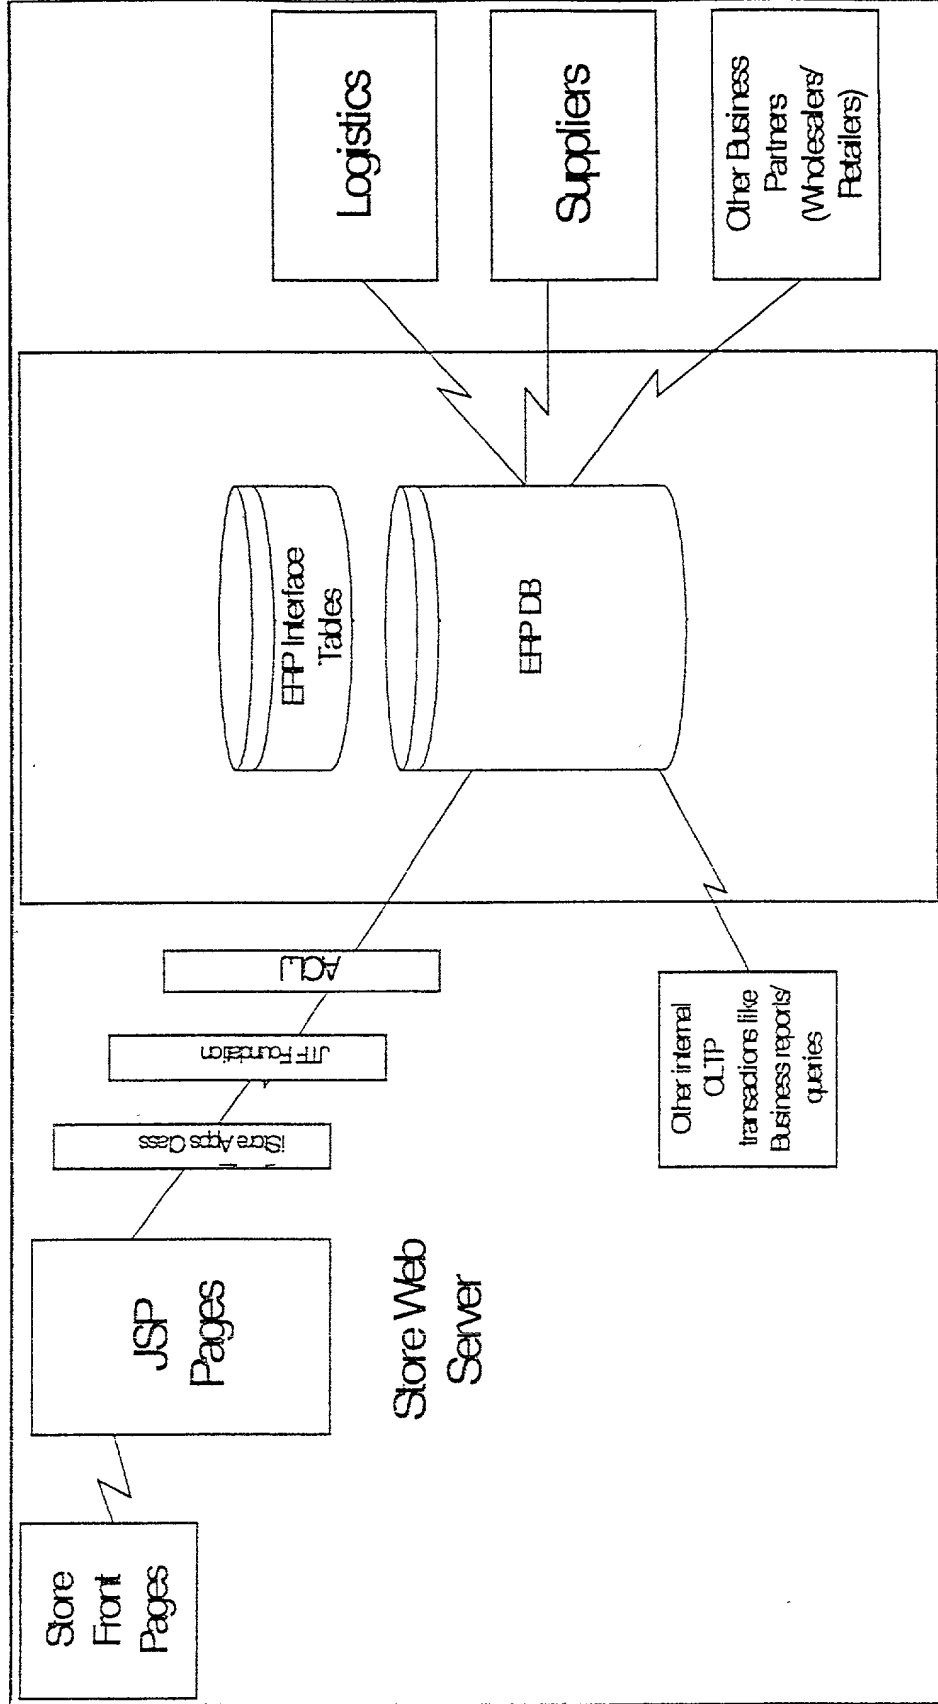 Store
Front
Pages
JSP
Pages
Store Web
Server
iStore Apps Class
JTF Foundation
Other internal
OLTP
transactions like
Business reports/
queries
ERP Interface
Tables
ERP DB
Logistics
Suppliers
Other Business
Partners
(Wholesalers/
Retailers)